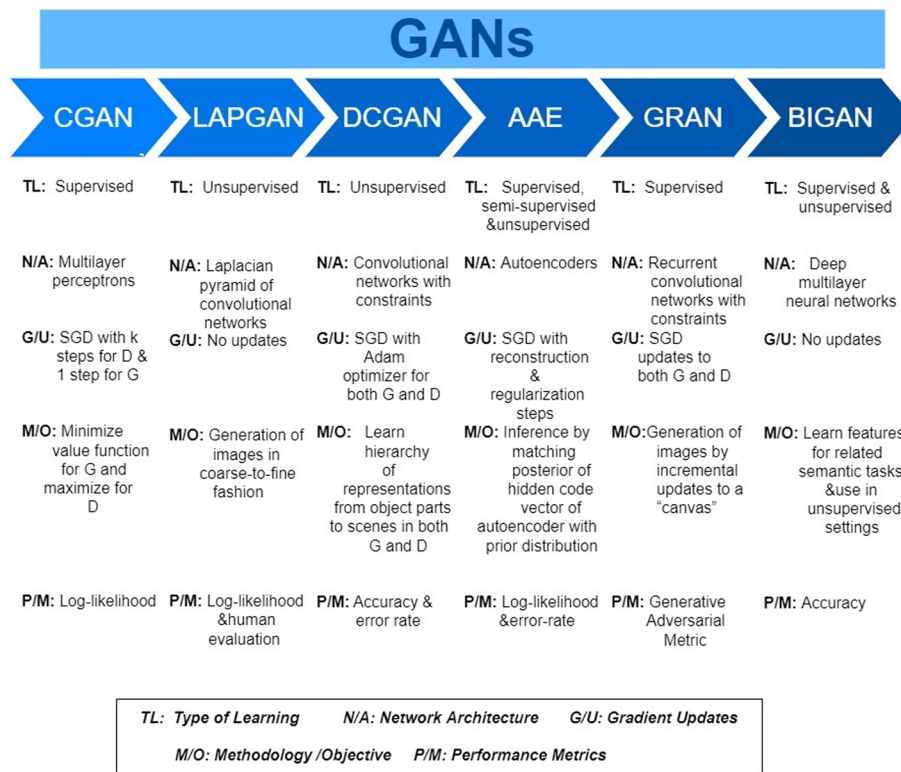 GANs
CGAN
LAPGAN
DCGAN
AAE
GRAN
BIGAN
TL: Supervised
N/A: Multilayer
perceptrons
G/U: SGD with k
steps for D &
1 step for G
M/O: Minimize
value function
for G and
maximize for
D
P/M: Log-likelihood
TL: Unsupervised
N/A: Laplacian
pyramid of
convolutional
networks
G/U: No updates
M/O: Generation of
images in
coarse-to-fine
fashion
P/M: Log-likelihood
&human
evaluation
TL: Unsupervised
N/A: Convolutional
networks with
constraints
G/U: SGD with
Adam
optimizer for
both G and D
M/O: Learn
hierarchy
of
representations
from object parts
to scenes in both
G and D
P/M: Accuracy &
error rate
TL: Supervised,
semi-supervised
&unsupervised
N/A: Autoencoders
G/U: SGD with
reconstruction
&
regularization
steps
M/O: Inference by
matching
posterior of
hidden code
vector of
autoencoder with
prior distribution
P/M: Log-likelihood
&error-rate
TL: Supervised
N/A: Recurrent
convolutional
networks with
constraints
G/U: SGD
updates to
both G and D
M/O:Generation of
images by
incremental
updates to a
“canvas”
P/M: Generative
Adversarial
Metric
TL: Supervised &
unsupervised
N/A: Deep
multilayer
neural networks
G/U: No updates
M/O: Learn features
for related
semantic tasks
&use in
unsupervised
settings
P/M: Accuracy
TL: Type of Learning N/A: Network Architecture G/U: Gradient Updates
M/O: Methodology /Objective P/M: Performance Metrics